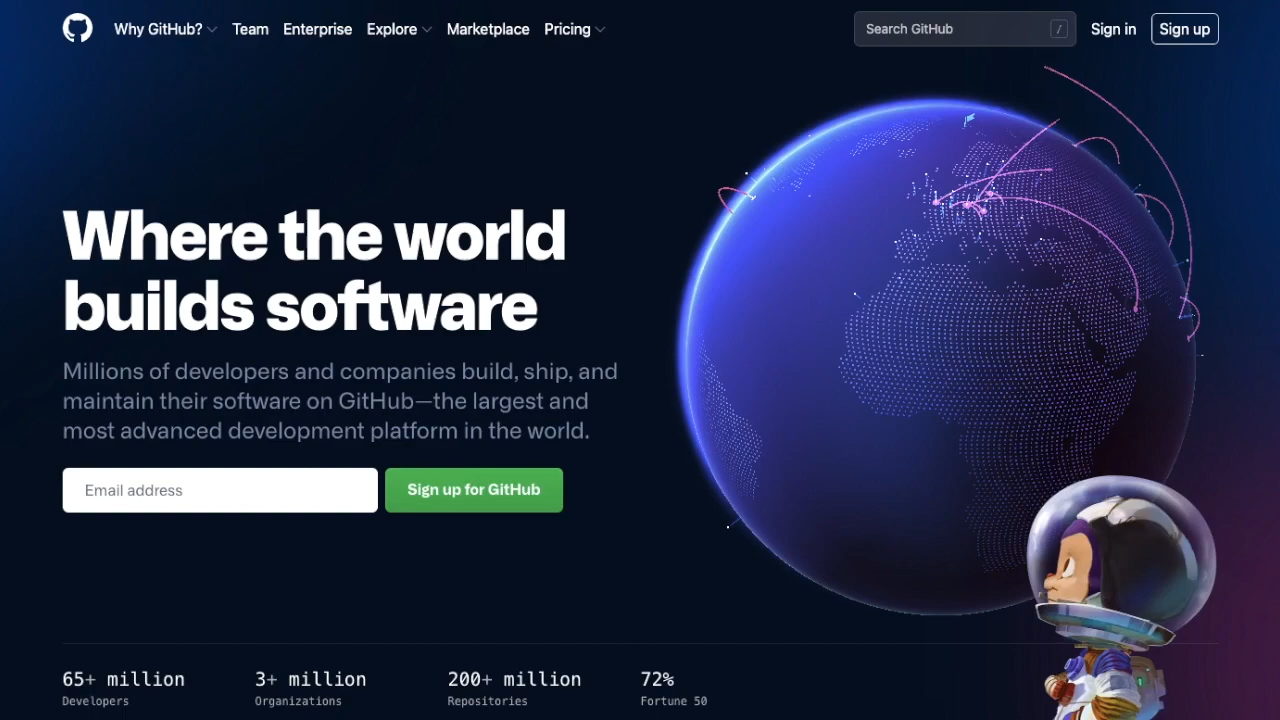 Why GitHub? Team Enterprise Explore Marketplace Pricing Search GitHub / Sign in Sign up
Where the world
builds software
Millions of developers and companies build, ship, and
maintain their software on GitHub—the largest and
most advanced development platform in the world.
Email address Sign up for GitHub
65+ million 3+ million 200+ million 72%
Developers Organizations Repositories Fortune 50